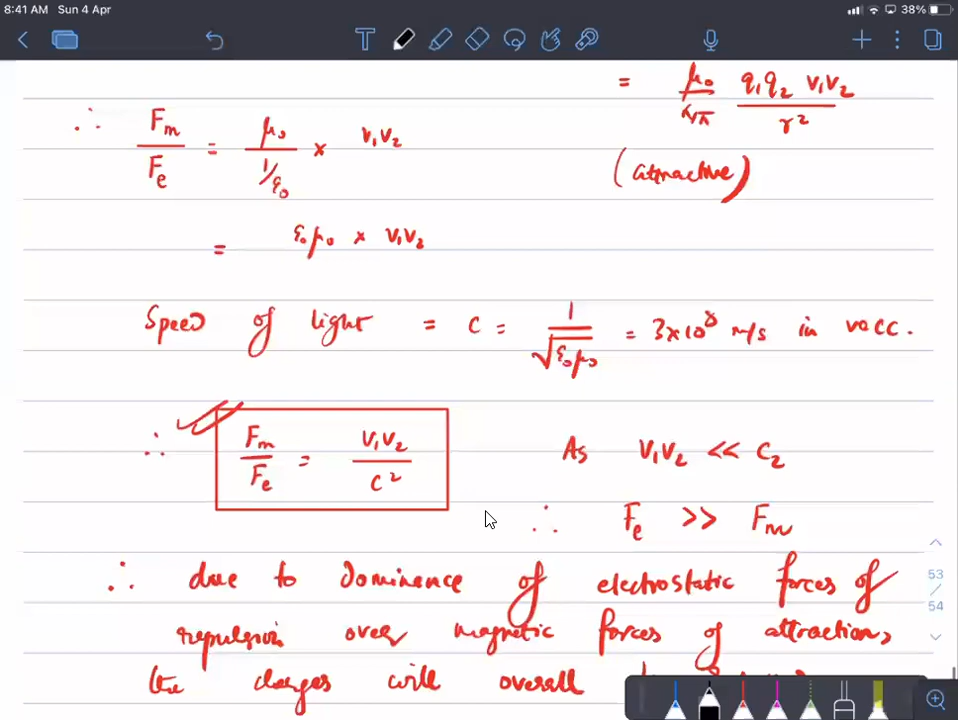 8:41 AM Sun 4 Apr
38%
= μ₀/4π q₁q₂ v₁v₂/r²
∴ Fm/Fe = μ₀/(1/ε₀) × v₁v₂
(attractive)
= ε₀μ₀ × v₁v₂
Speed of light = c = 1/√ε₀μ₀ = 3×10⁸ m/s in vacc.
∴ Fm/Fe = v₁v₂/c²
As v₁v₂ << c₂
∴ Fe >> Fm
∴ due to dominence of electrostatic forces of
53
/
54
repulsion over magnetic forces of attractions,
the charges will overall